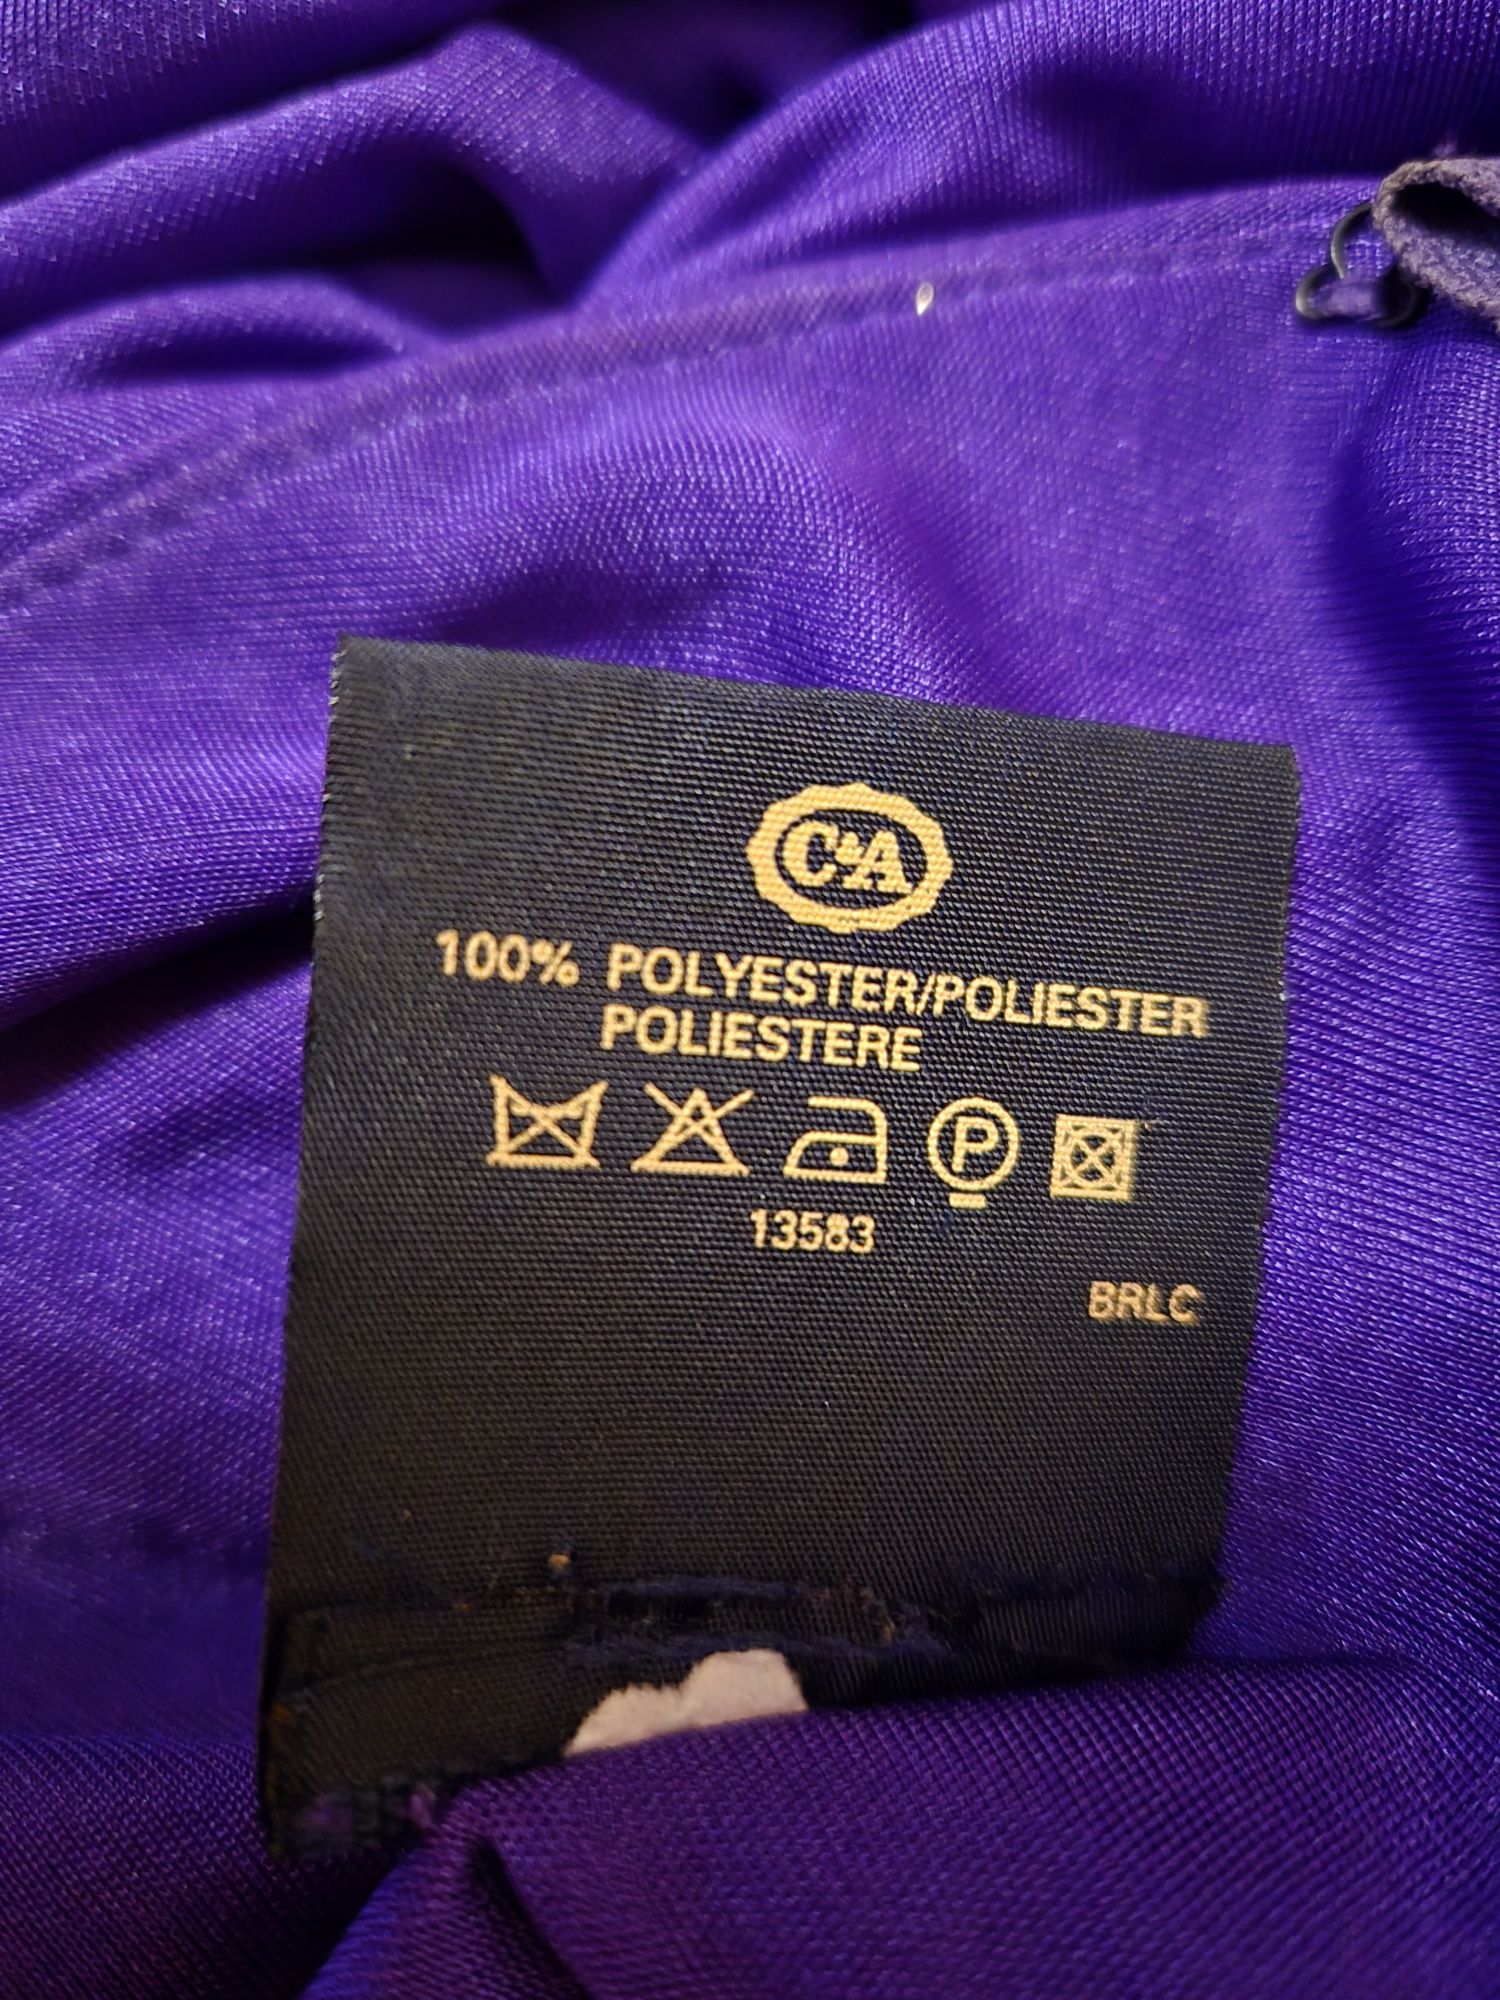 C&A
100% POLYESTER/POLIESTER
POLIESTERE
P
13583
BRLC